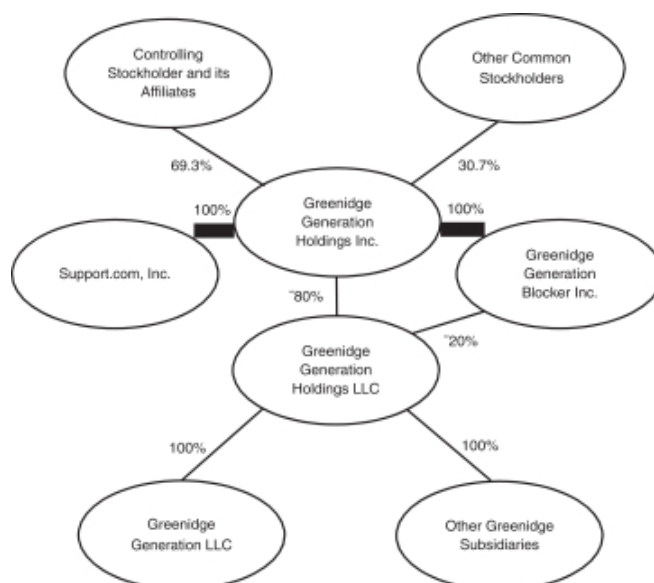 Controlling
Stockholder and its
Affiliates
Other Common
Stockholders
69.3%
30.7%
100%
Greenidge
Generation
Holdings Inc.
100%
Support.com, Inc.
Greenidge
Generation
Blocker Inc.
~80%
~20%
Greenidge
Generation
Holdings LLC
100%
100%
Greenidge
Generation LLC
Other Greenidge
Subsidiaries